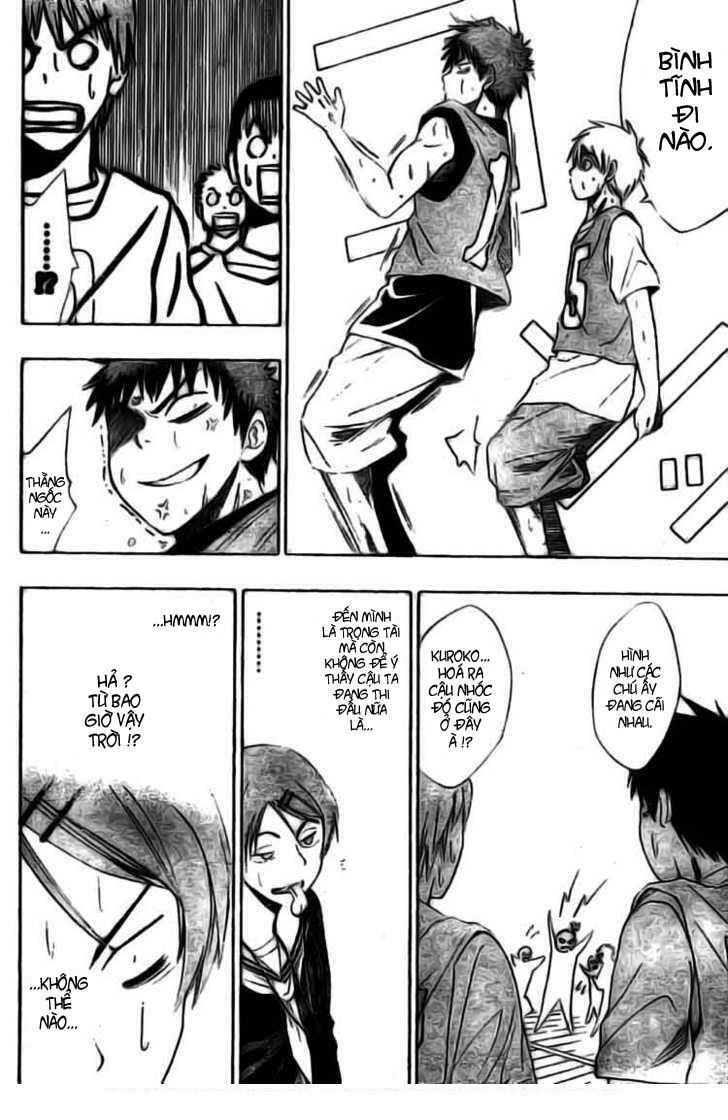 BÌNH
TĨNH
ĐI
NÀO.
........
!?
THẰNG
NGỐC
NÀY
...
HÌNH
NHƯ CÁC
CHÚ ẤY
ĐANG CÃI
NHAU.
KUROKO...
HOÁ RA
CẬU NHÓC
ĐÓ CŨNG
Ở ĐÂY
À !?
ĐẾN MÌNH
LÀ TRỌNG TÀI
MÀ CÒN
KHÔNG ĐỂ Ý
THẤY CẬU TA
ĐANG THI
ĐẤU NỮA
LÀ...
........
...HMMM!?
HẢ ?
TỪ BAO
GIỜ VẬY
TRỜI !?
...KHÔNG
THỂ
NÀO...